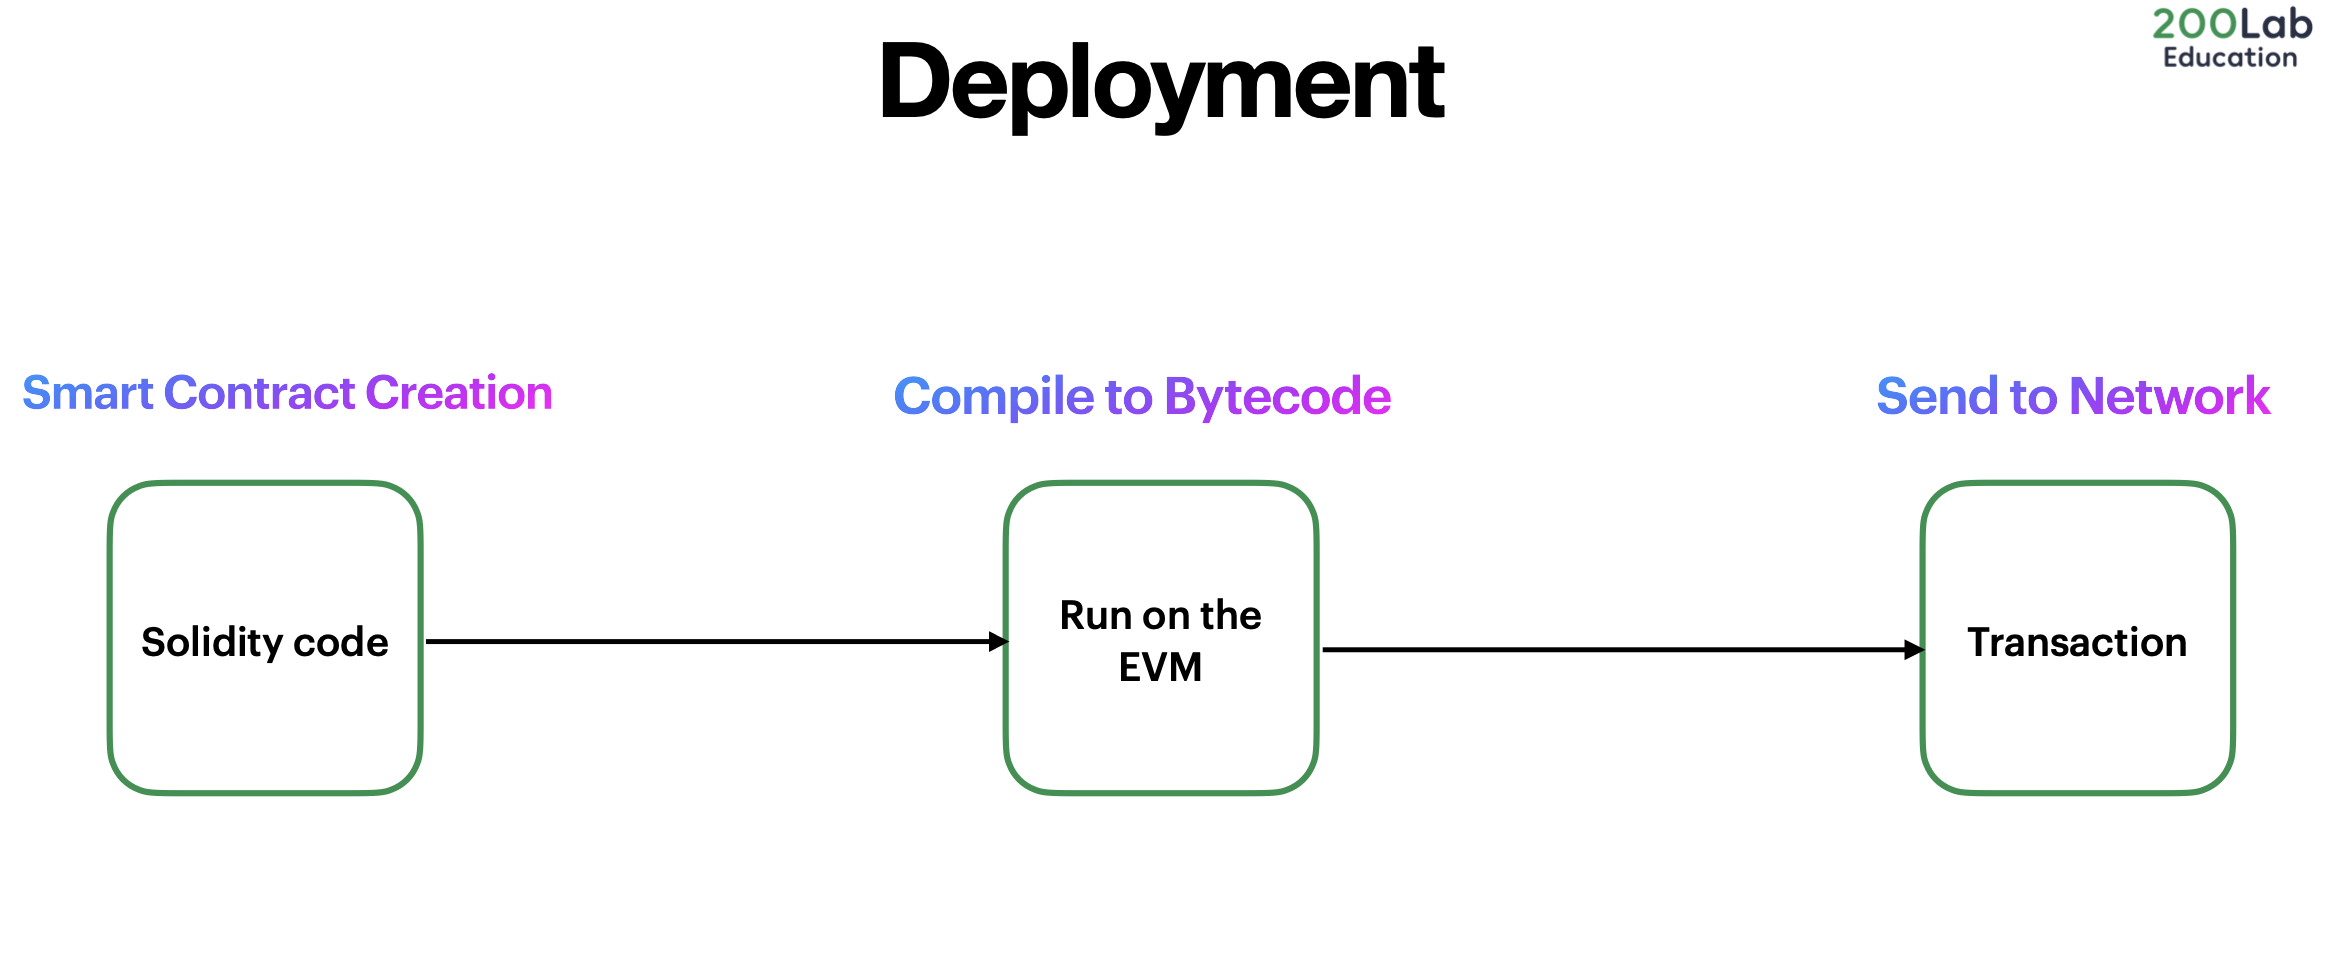 200Lab
Education
Deployment
Smart Contract Creation
Compile to Bytecode
Send to Network
Solidity code
Run on the
EVM
Transaction